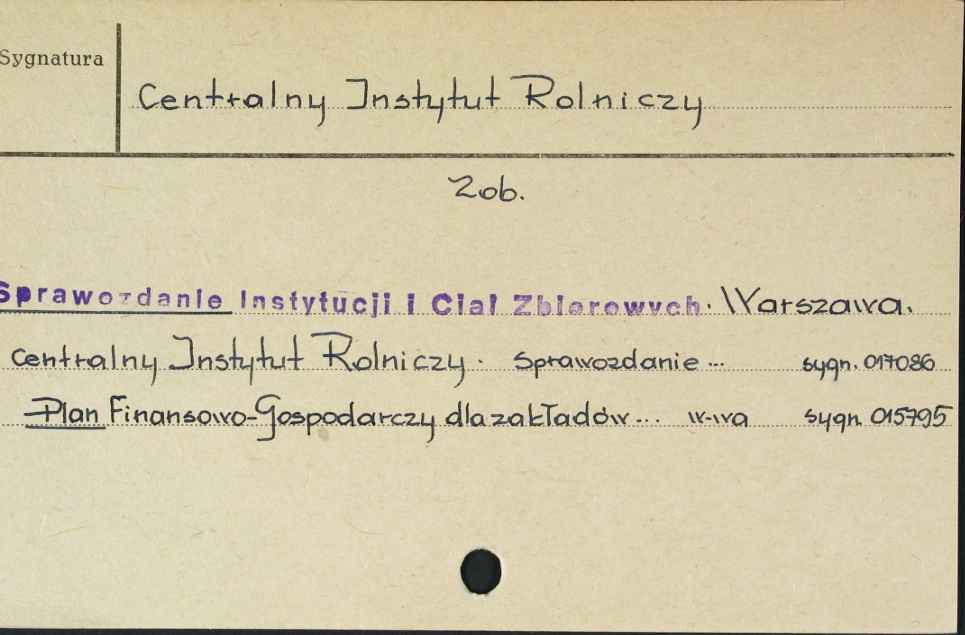 Sygnatura
Centralny Instytut Rolniczy
Zob.
Sprawozdanie Instytucji i Ciał Zbiorowych. Warszawa.
Centralny Instytut Rolniczy. Sprawozdanie... sygn. 017086
Plan Finansowo-Gospodarczy dla zakładów... W-wa sygn. 015795